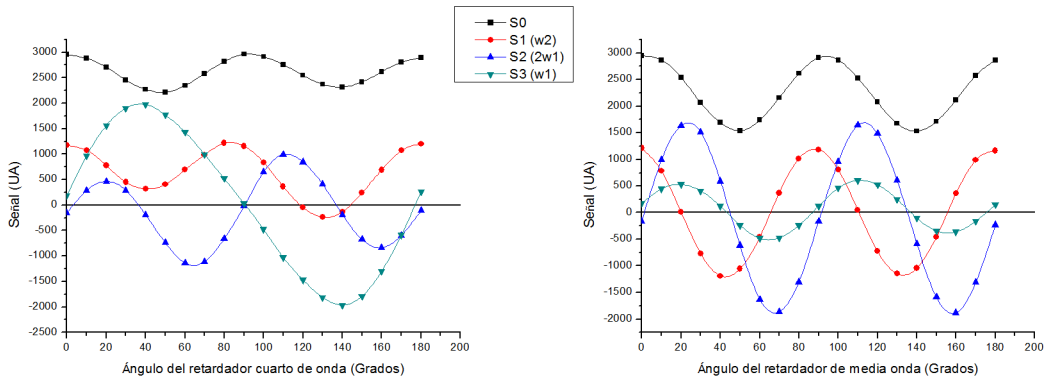 S0
S1 (w2)
S2 (2w1)
S3 (w1)
3000
2500
2000
1500
1000
500
0
-500
-1000
-1500
-2000
-2500
Señal (UA)
0 20 40 60 80 100 120 140 160 180 200
Ángulo del retardador cuarto de onda (Grados)
3000
2500
2000
1500
1000
500
0
-500
-1000
-1500
-2000
Señal (UA)
0 20 40 60 80 100 120 140 160 180 200
Ángulo del retardador de media onda (Grados)